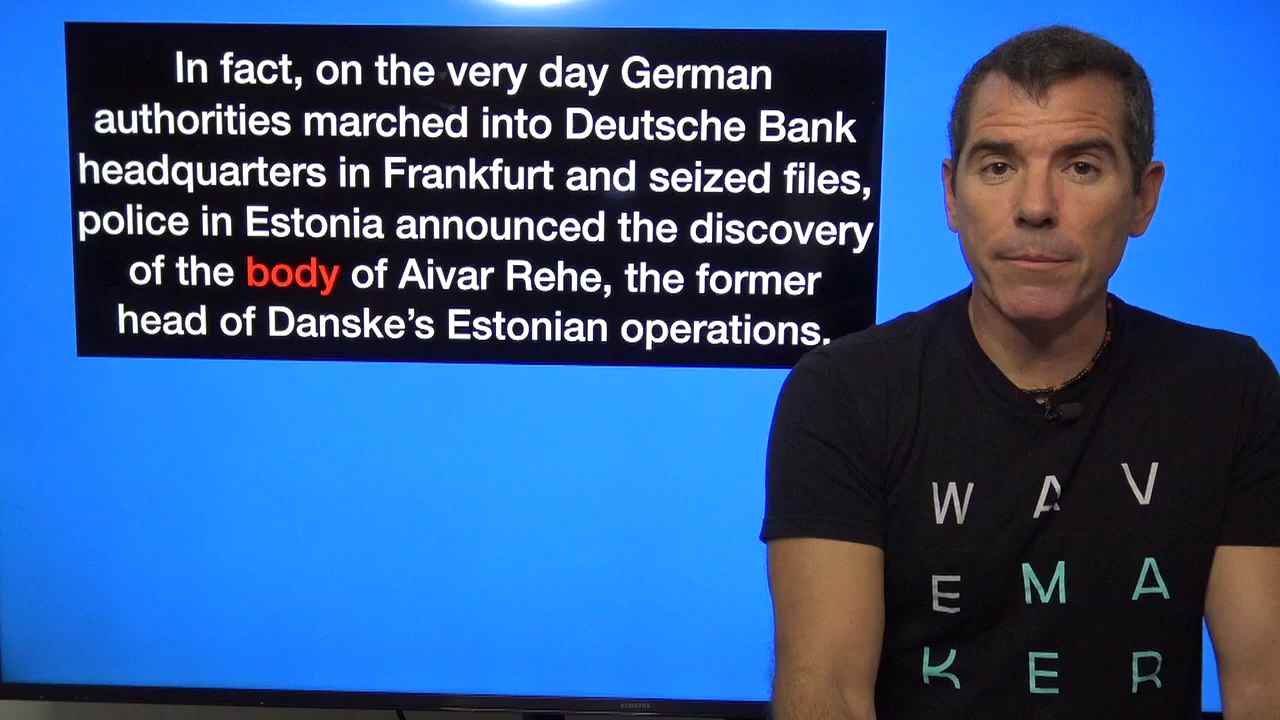 In fact, on the very day German
authorities marched into Deutsche Bank
headquarters in Frankfurt and seized files,
police in Estonia announced the discovery
of the body of Aivar Rehe, the former
head of Danske’s Estonian operations.
W A V
E M A
K E R
SAMSUNG